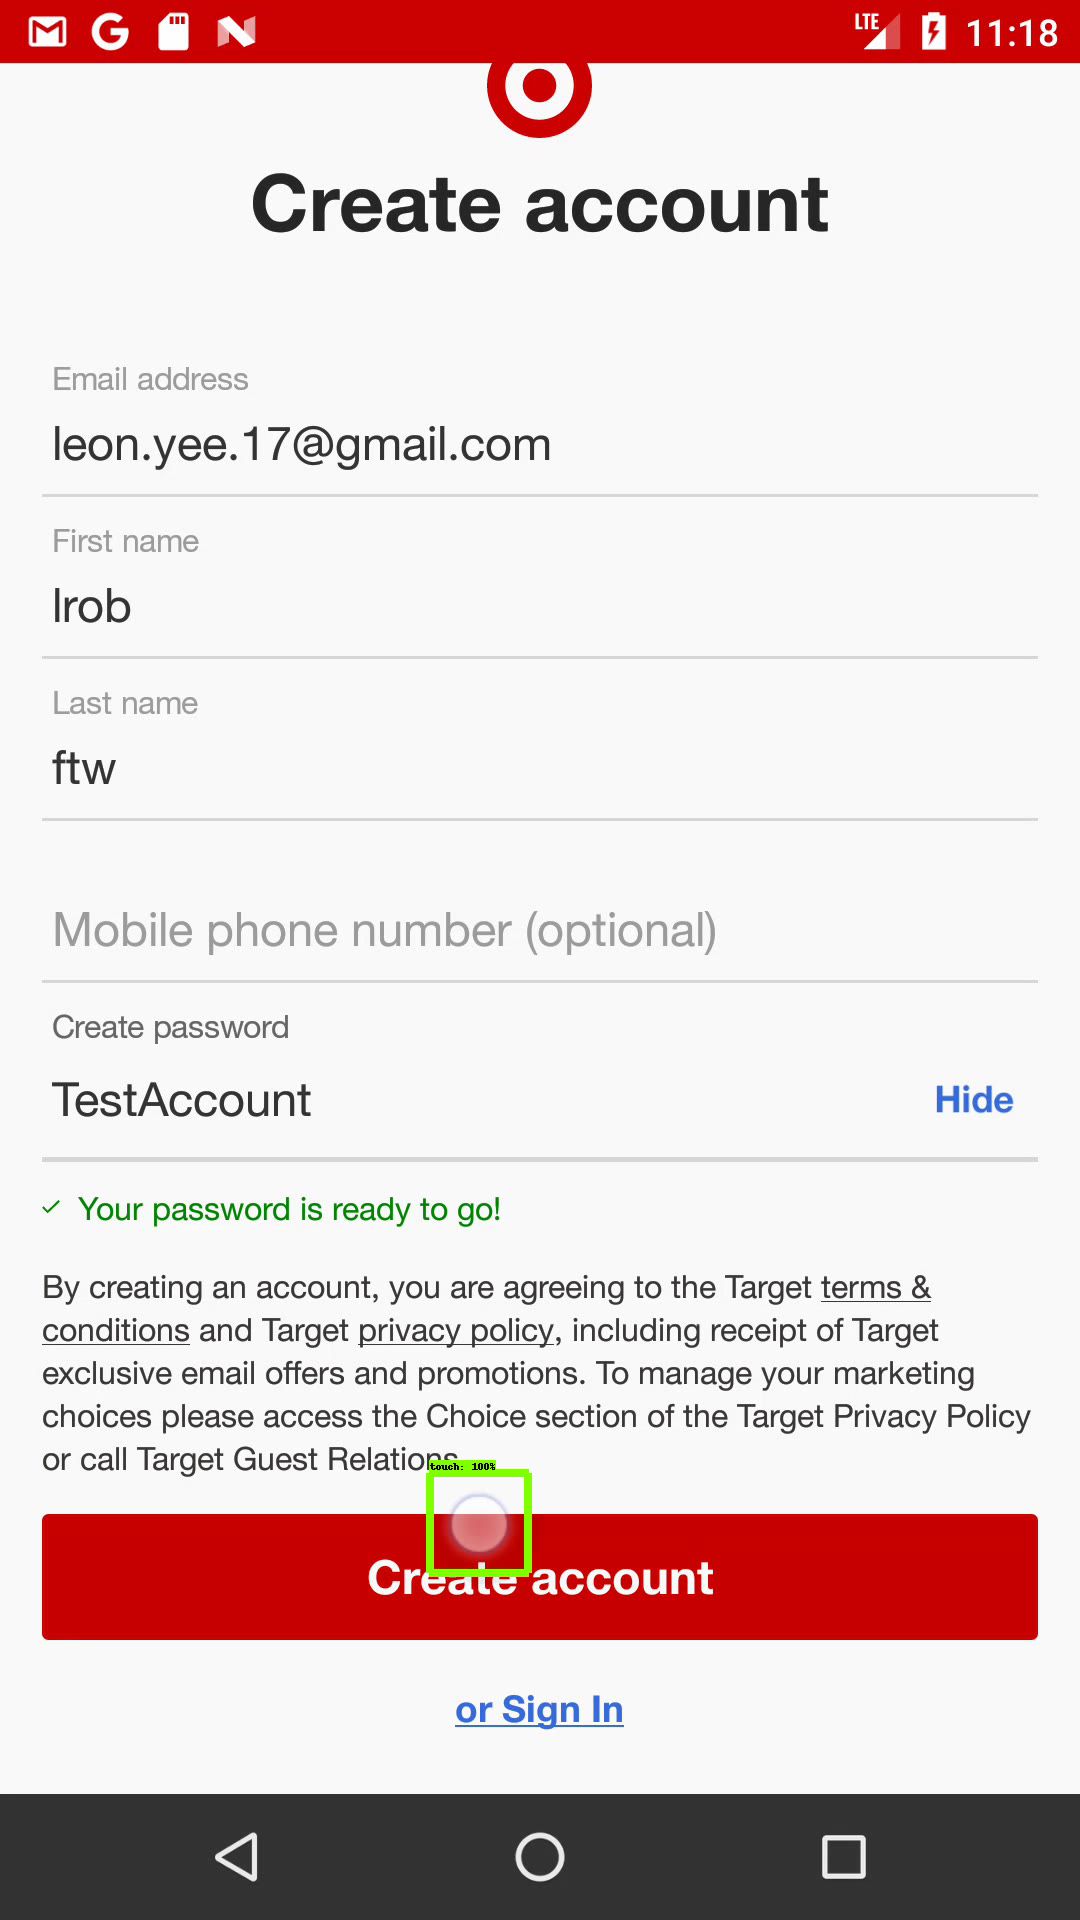 LTE 11:18
Create account
Email address
leon.yee.17@gmail.com
First name
lrob
Last name
ftw
Mobile phone number (optional)
Create password
TestAccount
Hide
Your password is ready to go!
By creating an account, you are agreeing to the Target terms &
conditions and Target privacy policy, including receipt of Target
exclusive email offers and promotions. To manage your marketing
choices please access the Choice section of the Target Privacy Policy
or call Target Guest Relations.
touch: 100%
Create account
or Sign In